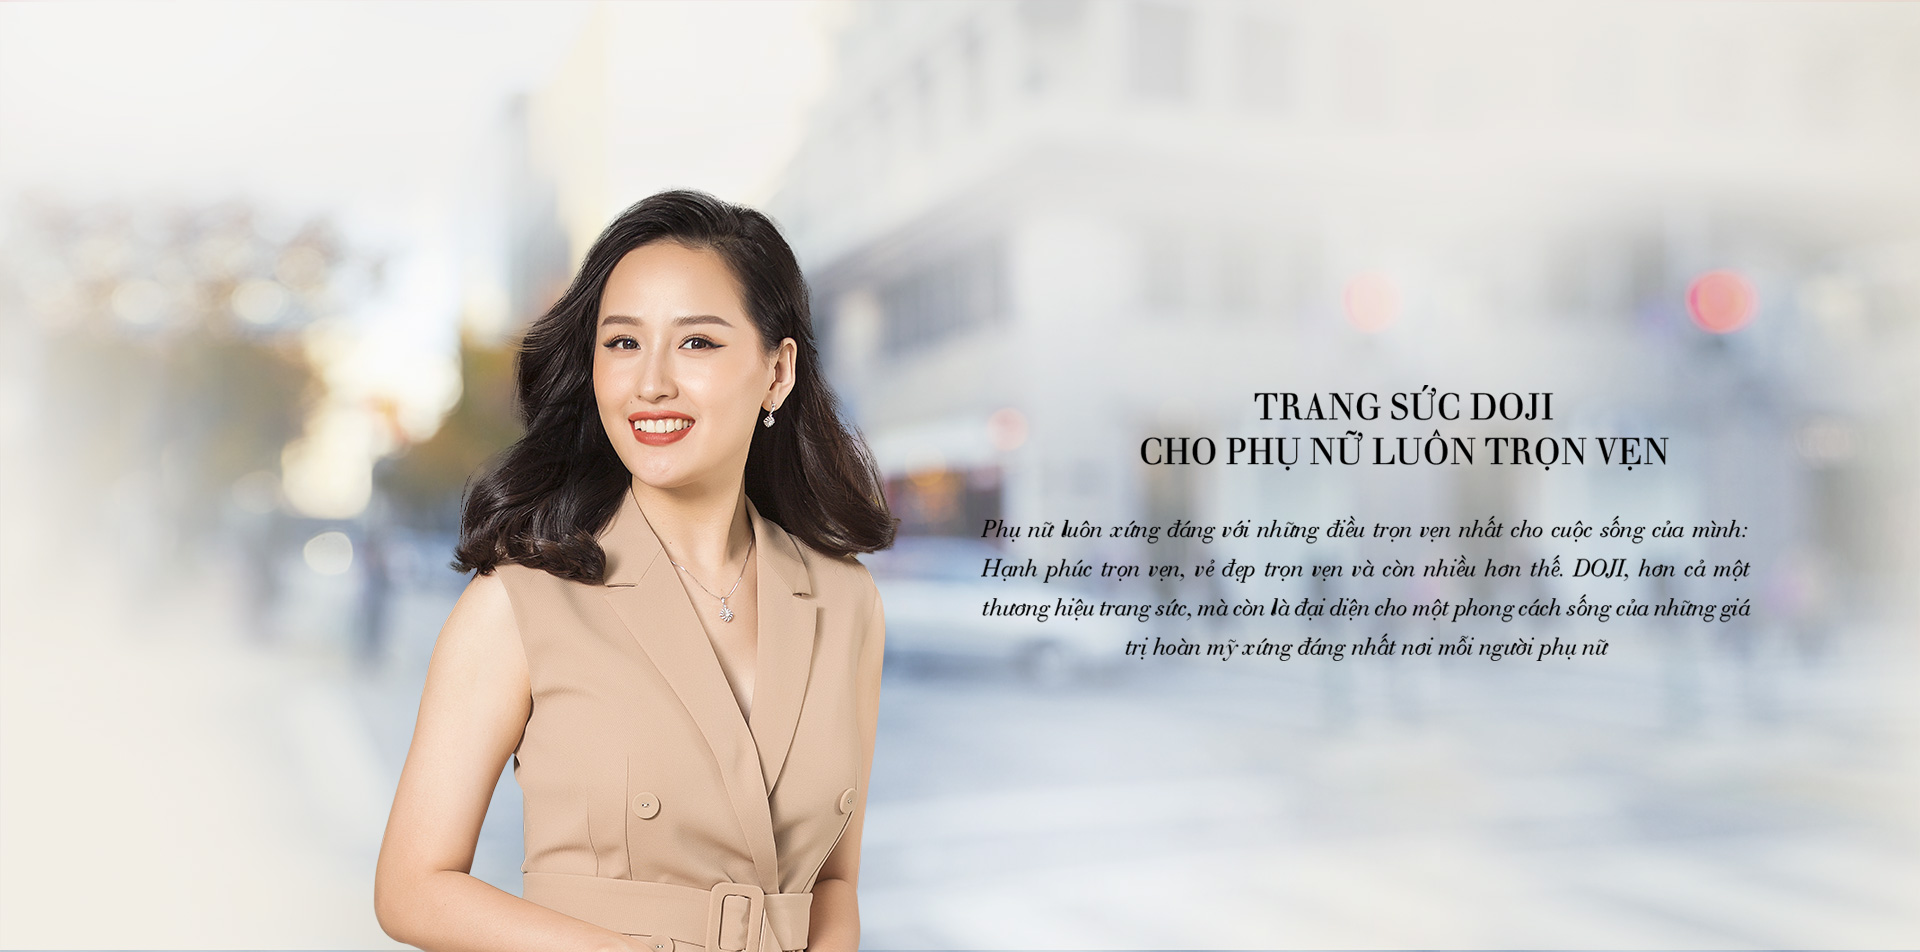 TRANG SỨC DOJI
CHO PHỤ NỮ LUÔN TRỌN VẸN
Phụ nữ luôn xứng đáng với những điều trọn vẹn nhất cho cuộc sống của mình:
Hạnh phúc trọn vẹn, vẻ đẹp trọn vẹn và còn nhiều hơn thế. DOJI, hơn cả một
thương hiệu trang sức, mà còn là đại diện cho một phong cách sống của những giá
trị hoàn mỹ xứng đáng nhất nơi mỗi người phụ nữ